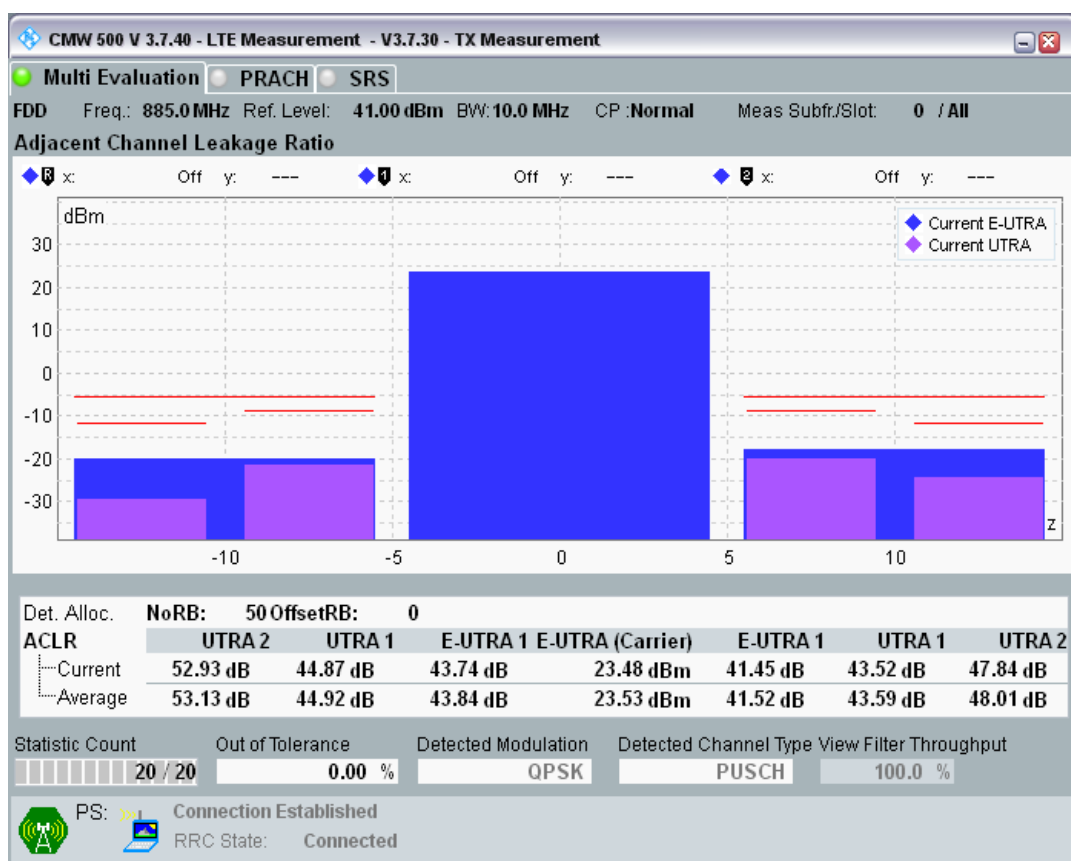 CMW 500 V 3.7.40 - LTE Measurement - V3.7.30 - TX Measurement
Multi Evaluation PRACH SRS
FDD Freq.: 885.0 MHz Ref. Level: 41.00 dBm BW: 10.0 MHz CP :Normal Meas Subfr./Slot: 0 / All
Adjacent Channel Leakage Ratio
R x: Off y: --- 1 x: Off y: --- 2 x: Off y: ---
dBm
Current E-UTRA
Current UTRA
30
20
10
0
-10
-20
-30
z
-10 -5 0 5 10
Det. Alloc. NoRB: 50 OffsetRB: 0
ACLR UTRA 2 UTRA 1 E-UTRA 1 E-UTRA (Carrier) E-UTRA 1 UTRA 1 UTRA 2
Current 52.93 dB 44.87 dB 43.74 dB 23.48 dBm 41.45 dB 43.52 dB 47.84 dB
Average 53.13 dB 44.92 dB 43.84 dB 23.53 dBm 41.52 dB 43.59 dB 48.01 dB
Statistic Count Out of Tolerance Detected Modulation Detected Channel Type View Filter Throughput
20 / 20 0.00 % QPSK PUSCH 100.0 %
PS: Connection Established
RRC State: Connected